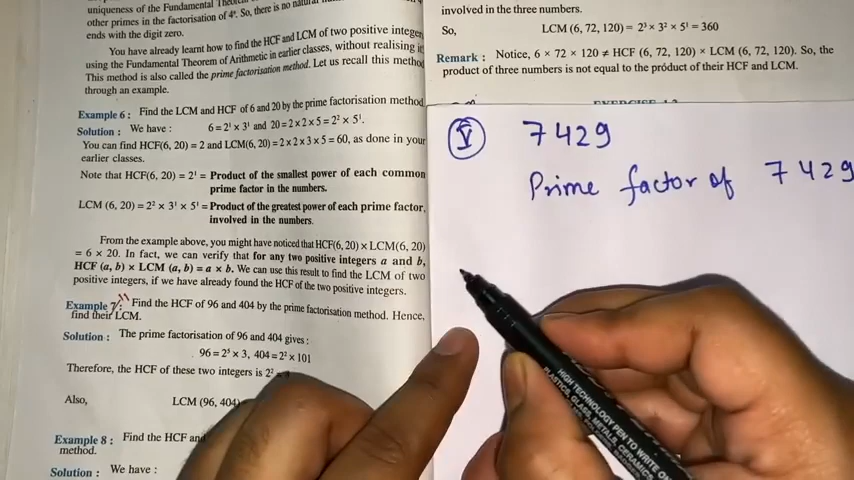 uniqueness of the Fundamental
other primes in the factorisation of 4ⁿ. So, there is no natural
ends with the digit zero.
You have already learnt how to find the HCF and LCM of two positive integer
using the Fundamental Theorem of Arithmetic in earlier classes, without realising it
This method is also called the prime factorisation method. Let us recall this method
through an example.
Example 6 : Find the LCM and HCF of 6 and 20 by the prime factorisation method
Solution : We have : 6 = 2¹ × 3¹ and 20 = 2 × 2 × 5 = 2² × 5¹.
You can find HCF(6, 20) = 2 and LCM(6, 20) = 2 × 2 × 3 × 5 = 60, as done in your
earlier classes.
Note that HCF(6, 20) = 2¹ = Product of the smallest power of each common
prime factor in the numbers.
LCM (6, 20) = 2² × 3¹ × 5¹ = Product of the greatest power of each prime factor,
involved in the numbers.
From the example above, you might have noticed that HCF(6, 20) × LCM(6, 20)
= 6 × 20. In fact, we can verify that for any two positive integers a and b,
HCF (a, b) × LCM (a, b) = a × b. We can use this result to find the LCM of two
positive integers, if we have already found the HCF of the two positive integers.
Example 7 : Find the HCF of 96 and 404 by the prime factorisation method. Hence,
find their LCM.
Solution : The prime factorisation of 96 and 404 gives :
96 = 2⁵ × 3, 404 = 2² × 101
Therefore, the HCF of these two integers is 2² =
Also, LCM (96, 404)
Example 8 : Find the HCF and
method.
Solution : We have :
involved in the three numbers.
So, LCM (6, 72, 120) = 2³ × 3² × 5¹ = 360
Remark : Notice, 6 × 72 × 120 ≠ HCF (6, 72, 120) × LCM (6, 72, 120). So, the
product of three numbers is not equal to the product of their HCF and LCM.
V 7429
Prime factor of 7429
HIGH TECHNOLOGY PEN TO WRITE ON
PLASTICS, GLASS, METALS, CERAMICS